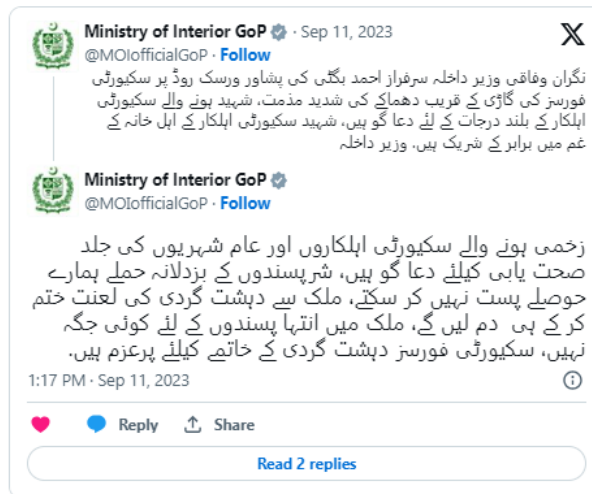 Ministry of Interior GoP · Sep 11, 2023
@MOIofficialGoP · Follow
نگران وفاقی وزیر داخلہ سرفراز احمد بگٹی کی پشاور ورسک روڈ پر سکیورٹی
فورسز کی گاڑی کے قریب دھماکے کی شدید مذمت، شہید ہونے والے سکیورٹی
اہلکار کے بلند درجات کے لئے دعا گو ہیں، شہید سکیورٹی اہلکار کے اہل خانہ کے
غم میں برابر کے شریک ہیں. وزیر داخلہ
Ministry of Interior GoP
@MOIofficialGoP · Follow
زخمی ہونے والے سکیورٹی اہلکاروں اور عام شہریوں کی جلد
صحت یابی کیلئے دعا گو ہیں، شرپسندوں کے بزدلانہ حملے ہمارے
حوصلے پست نہیں کر سکتے، ملک سے دہشت گردی کی لعنت ختم
کر کے ہی دم لیں گے، ملک میں انتہا پسندوں کے لئے کوئی جگہ
نہیں، سکیورٹی فورسز دہشت گردی کے خاتمے کیلئے پرعزم ہیں.
1:17 PM · Sep 11, 2023
Reply Share
Read 2 replies